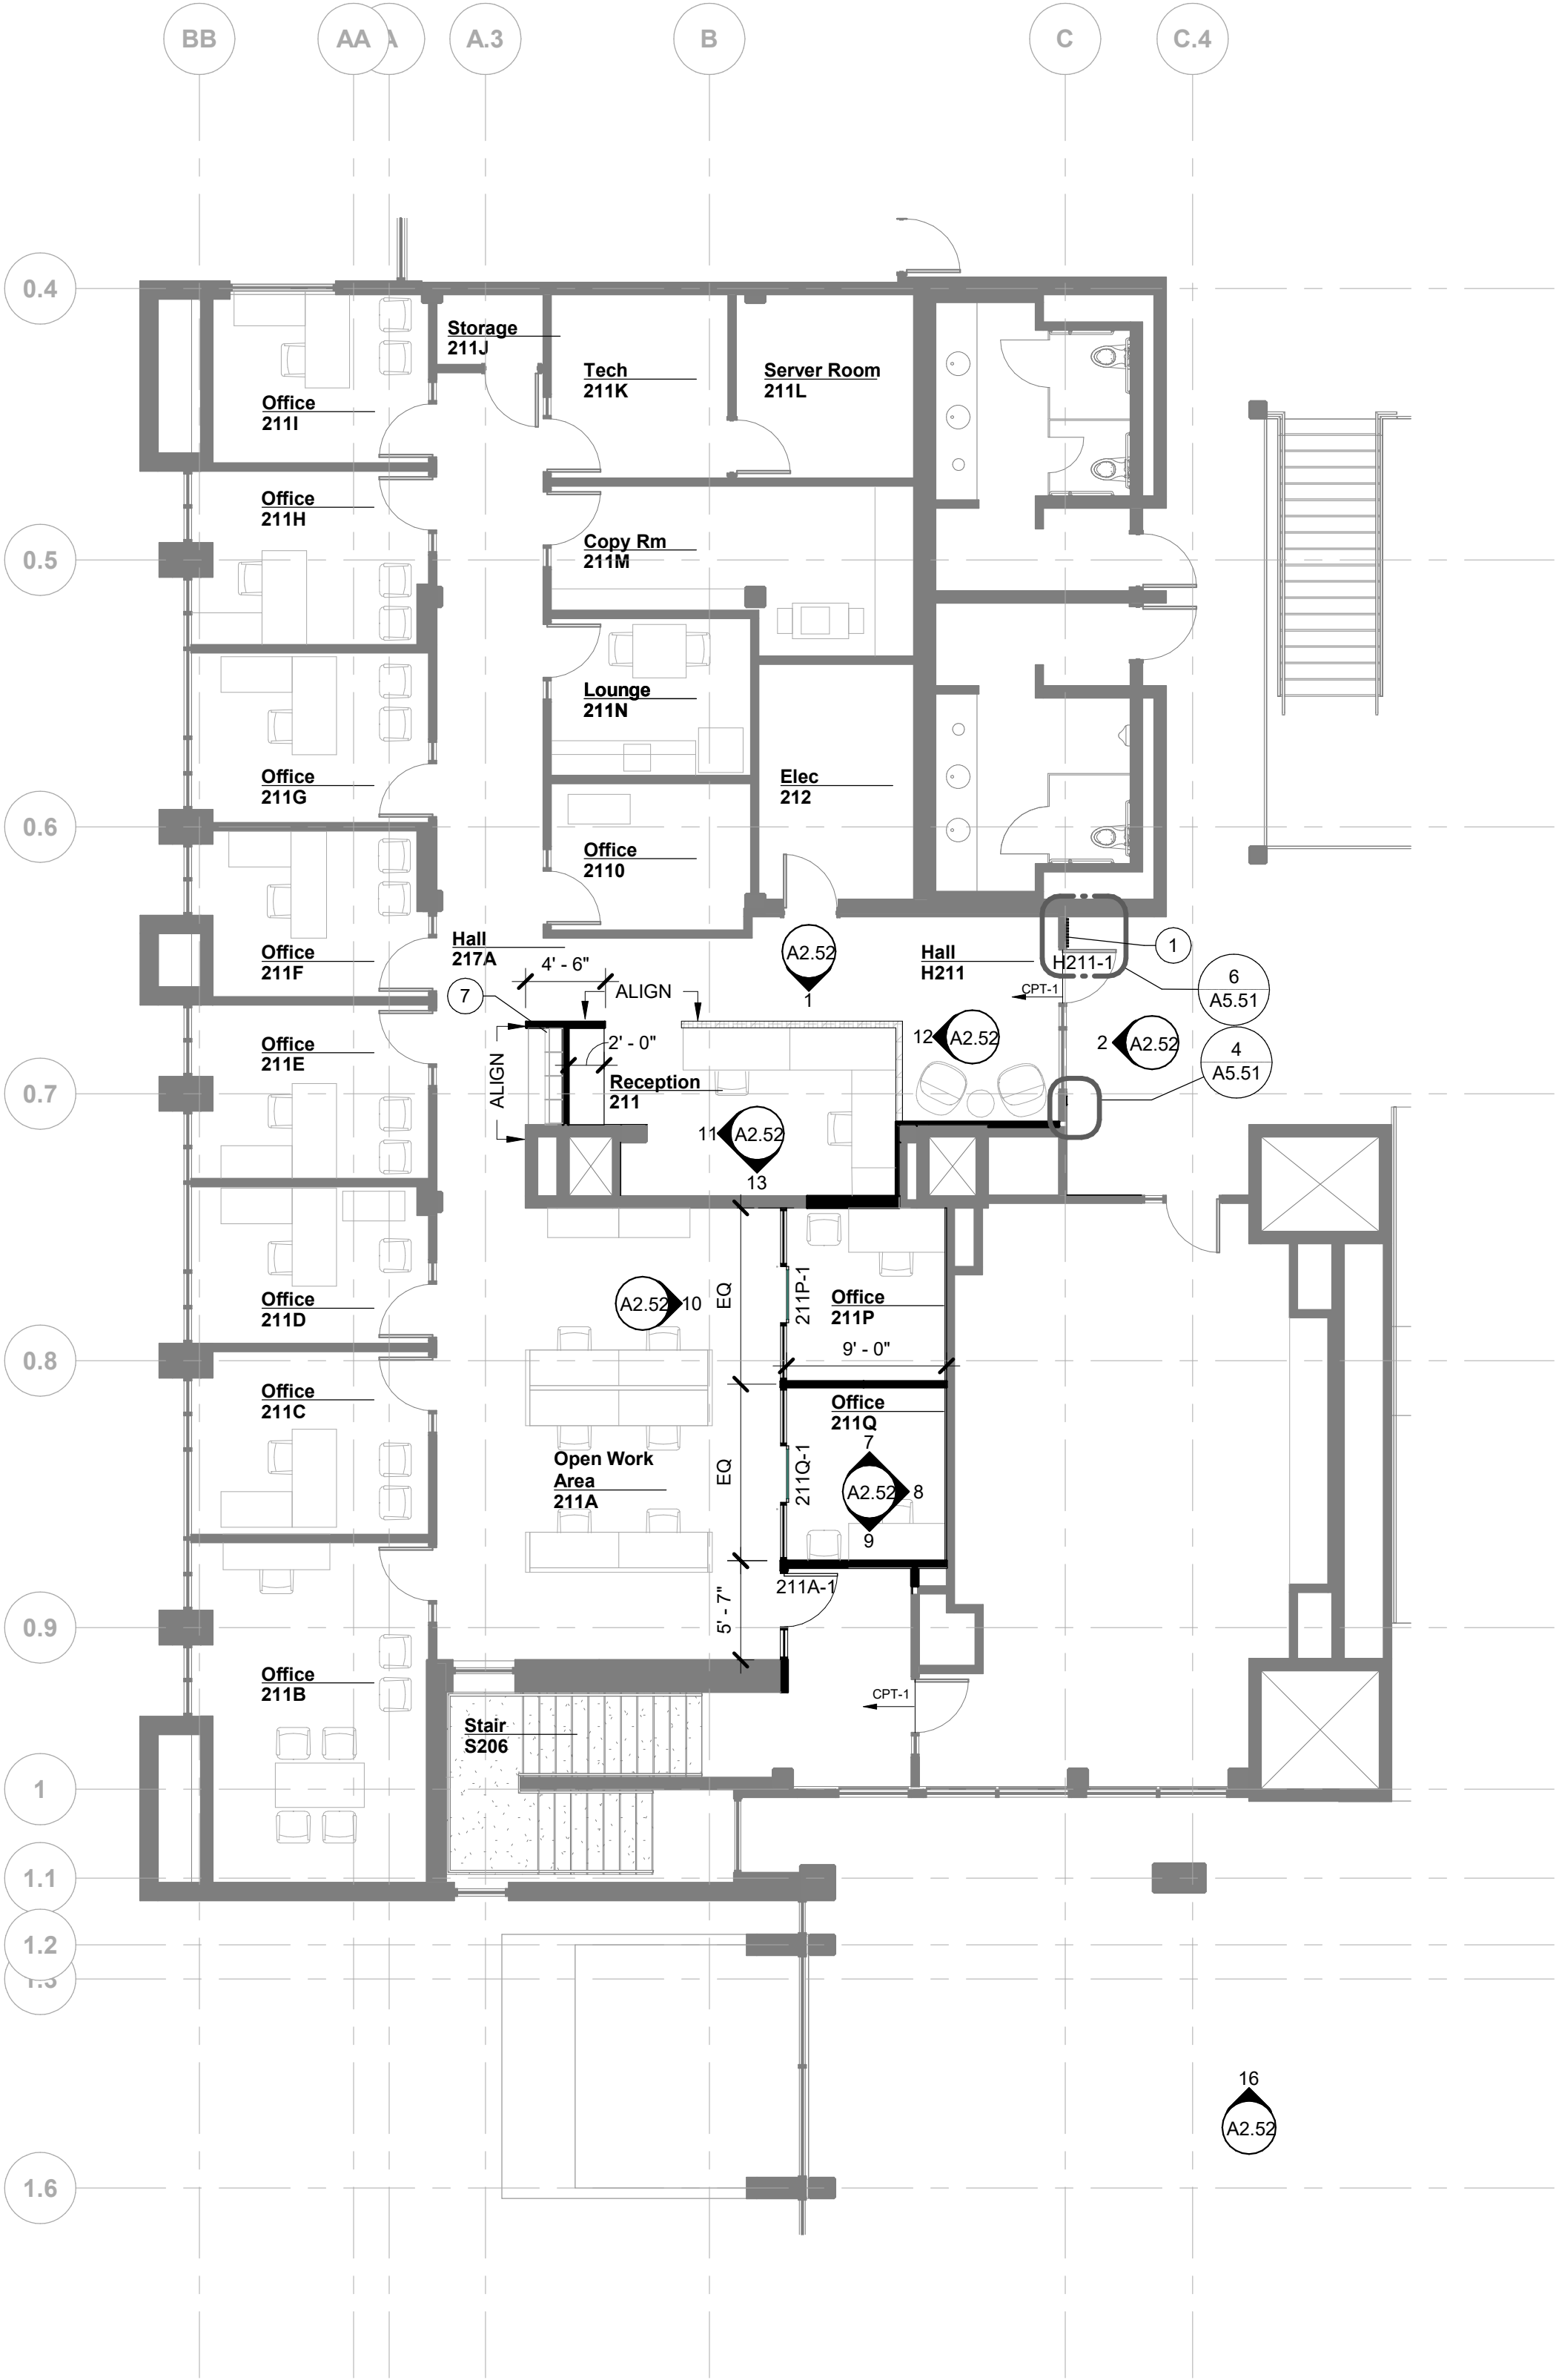 BB
AA
A
A.3
B
C
C.4
0.4
Storage
211J
Tech
211K
Server Room
211L
Office
211I
Office
211H
0.5
Copy Rm
211M
Lounge
211N
Office
211G
Elec
212
0.6
Office
2110
Hall
217A
Office
211F
4' - 6"
7
ALIGN
ALIGN
A2.52
1
Hall
H211
H211-1
1
6
A5.51
CPT-1
12
A2.52
2
A2.52
4
A5.51
Office
211E
2' - 0"
Reception
211
0.7
11
A2.52
13
Office
211D
A2.52
10
EQ
211P-1
Office
211P
9' - 0"
0.8
Office
211C
Office
211Q
7
A2.52
8
9
EQ
211Q-1
Open Work
Area
211A
211A-1
5' - 7"
0.9
Office
211B
CPT-1
Stair
S206
1
1.1
1.2
1.3
16
A2.52
1.6